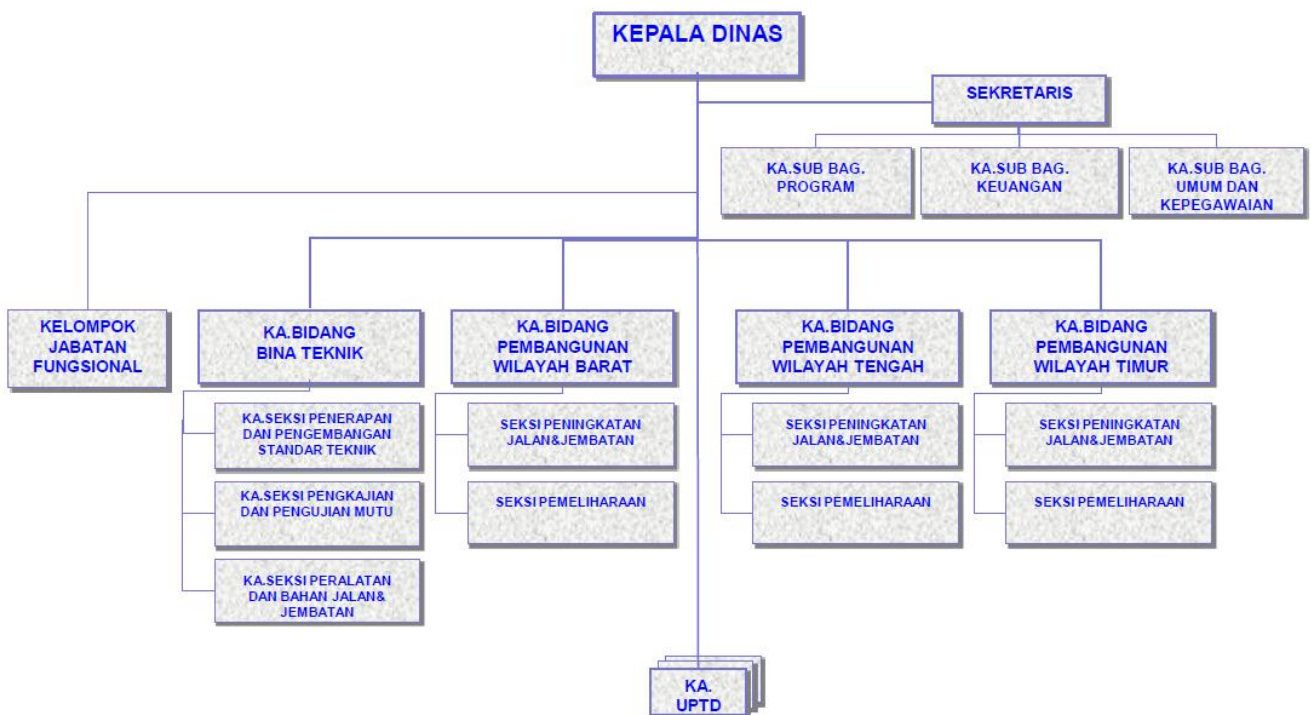 KEPALA DINAS
SEKRETARIS
KA.SUB BAG.
PROGRAM
KA.SUB BAG.
KEUANGAN
KA.SUB BAG.
UMUM DAN
KEPEGAWAIAN
KELOMPOK
JABATAN
FUNGSIONAL
KA.BIDANG
BINA TEKNIK
KA.BIDANG
PEMBANGUNAN
WILAYAH BARAT
KA.BIDANG
PEMBANGUNAN
WILAYAH TENGAH
KA.BIDANG
PEMBANGUNAN
WILAYAH TIMUR
KA.SEKSI PENERAPAN
DAN PENGEMBANGAN
STANDAR TEKNIK
SEKSI PENINGKATAN
JALAN&JEMBATAN
SEKSI PENINGKATAN
JALAN&JEMBATAN
SEKSI PENINGKATAN
JALAN&JEMBATAN
KA.SEKSI PENGKAJIAN
DAN PENGUJIAN MUTU
SEKSI PEMELIHARAAN
SEKSI PEMELIHARAAN
SEKSI PEMELIHARAAN
KA.SEKSI PERALATAN
DAN BAHAN JALAN&
JEMBATAN
KA.
UPTD